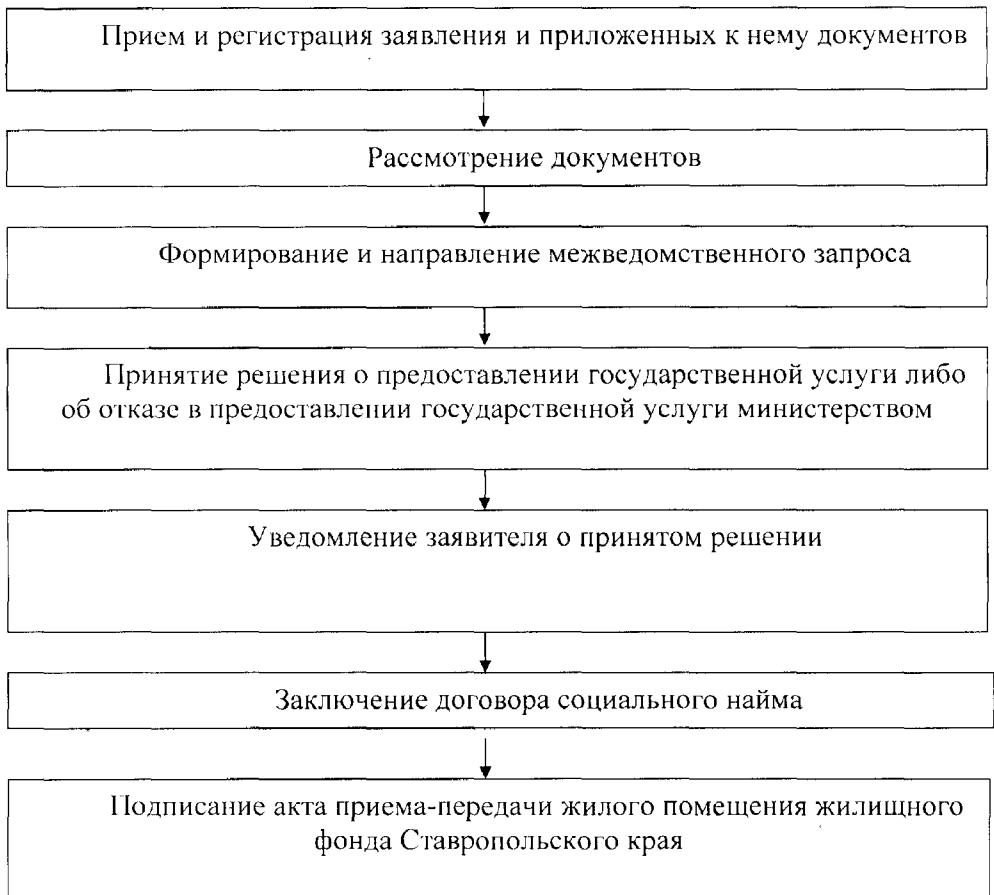 Прием и регистрация заявления и приложенных к нему документов
Рассмотрение документов
Формирование и направление межведомственного запроса
Принятие решения о предоставлении государственной услуги либо
об отказе в предоставлении государственной услуги министерством
Уведомление заявителя о принятом решении
Заключение договора социального найма
Подписание акта приема-передачи жилого помещения жилищного
фонда Ставропольского края